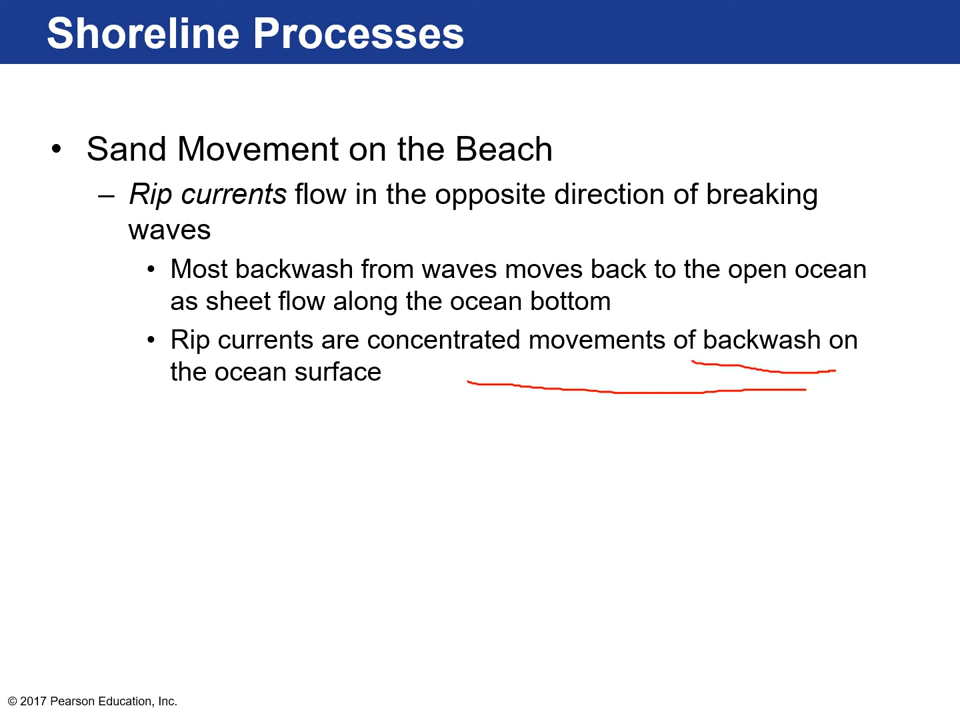 Shoreline Processes
• Sand Movement on the Beach
– Rip currents flow in the opposite direction of breaking
waves
• Most backwash from waves moves back to the open ocean
as sheet flow along the ocean bottom
• Rip currents are concentrated movements of backwash on
the ocean surface
© 2017 Pearson Education, Inc.